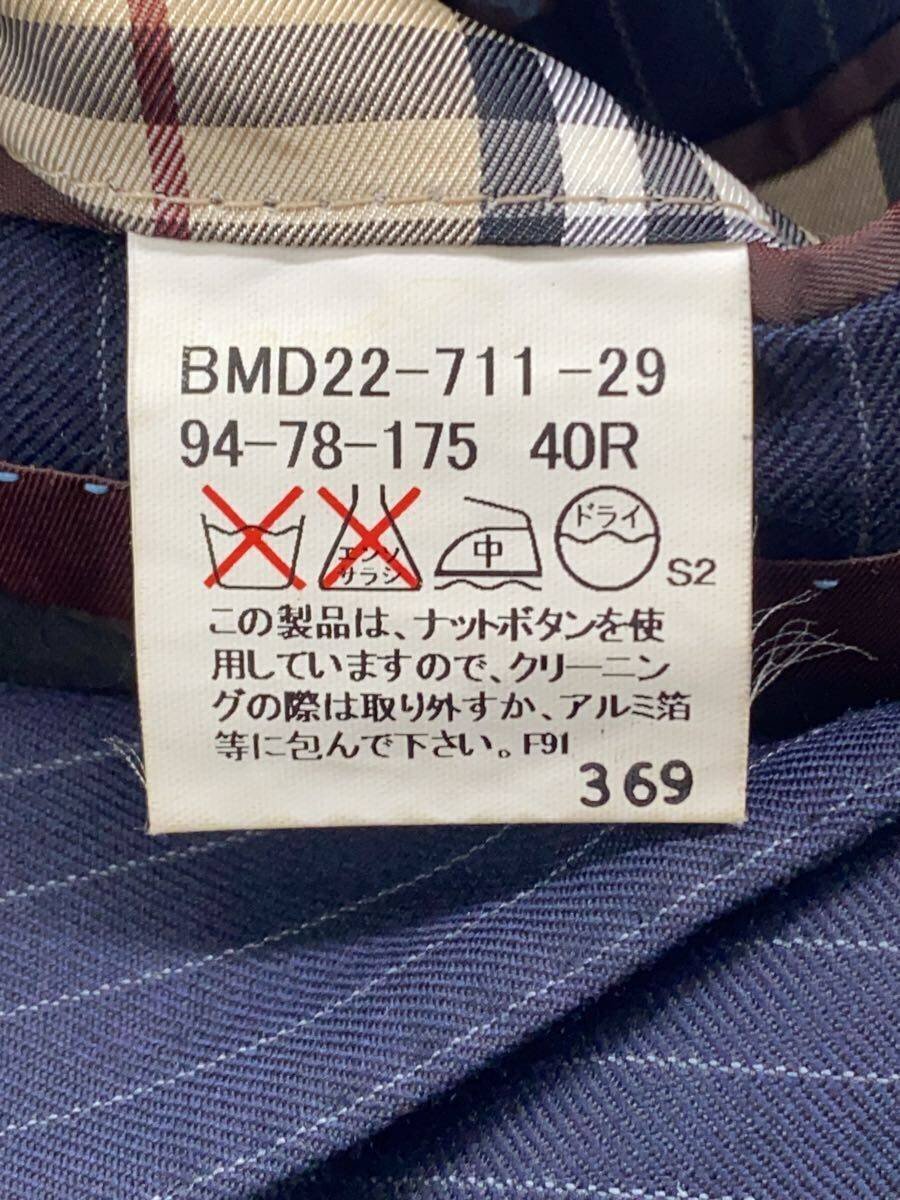 BMD22-711-29
94-78-175 40R
エンソ
サラシ
中
ドライ
S2
この製品は、ナットボタンを使
用していますので、クリーニン
グの際は取り外すか、アルミ箔
等に包んで下さい。F91
369